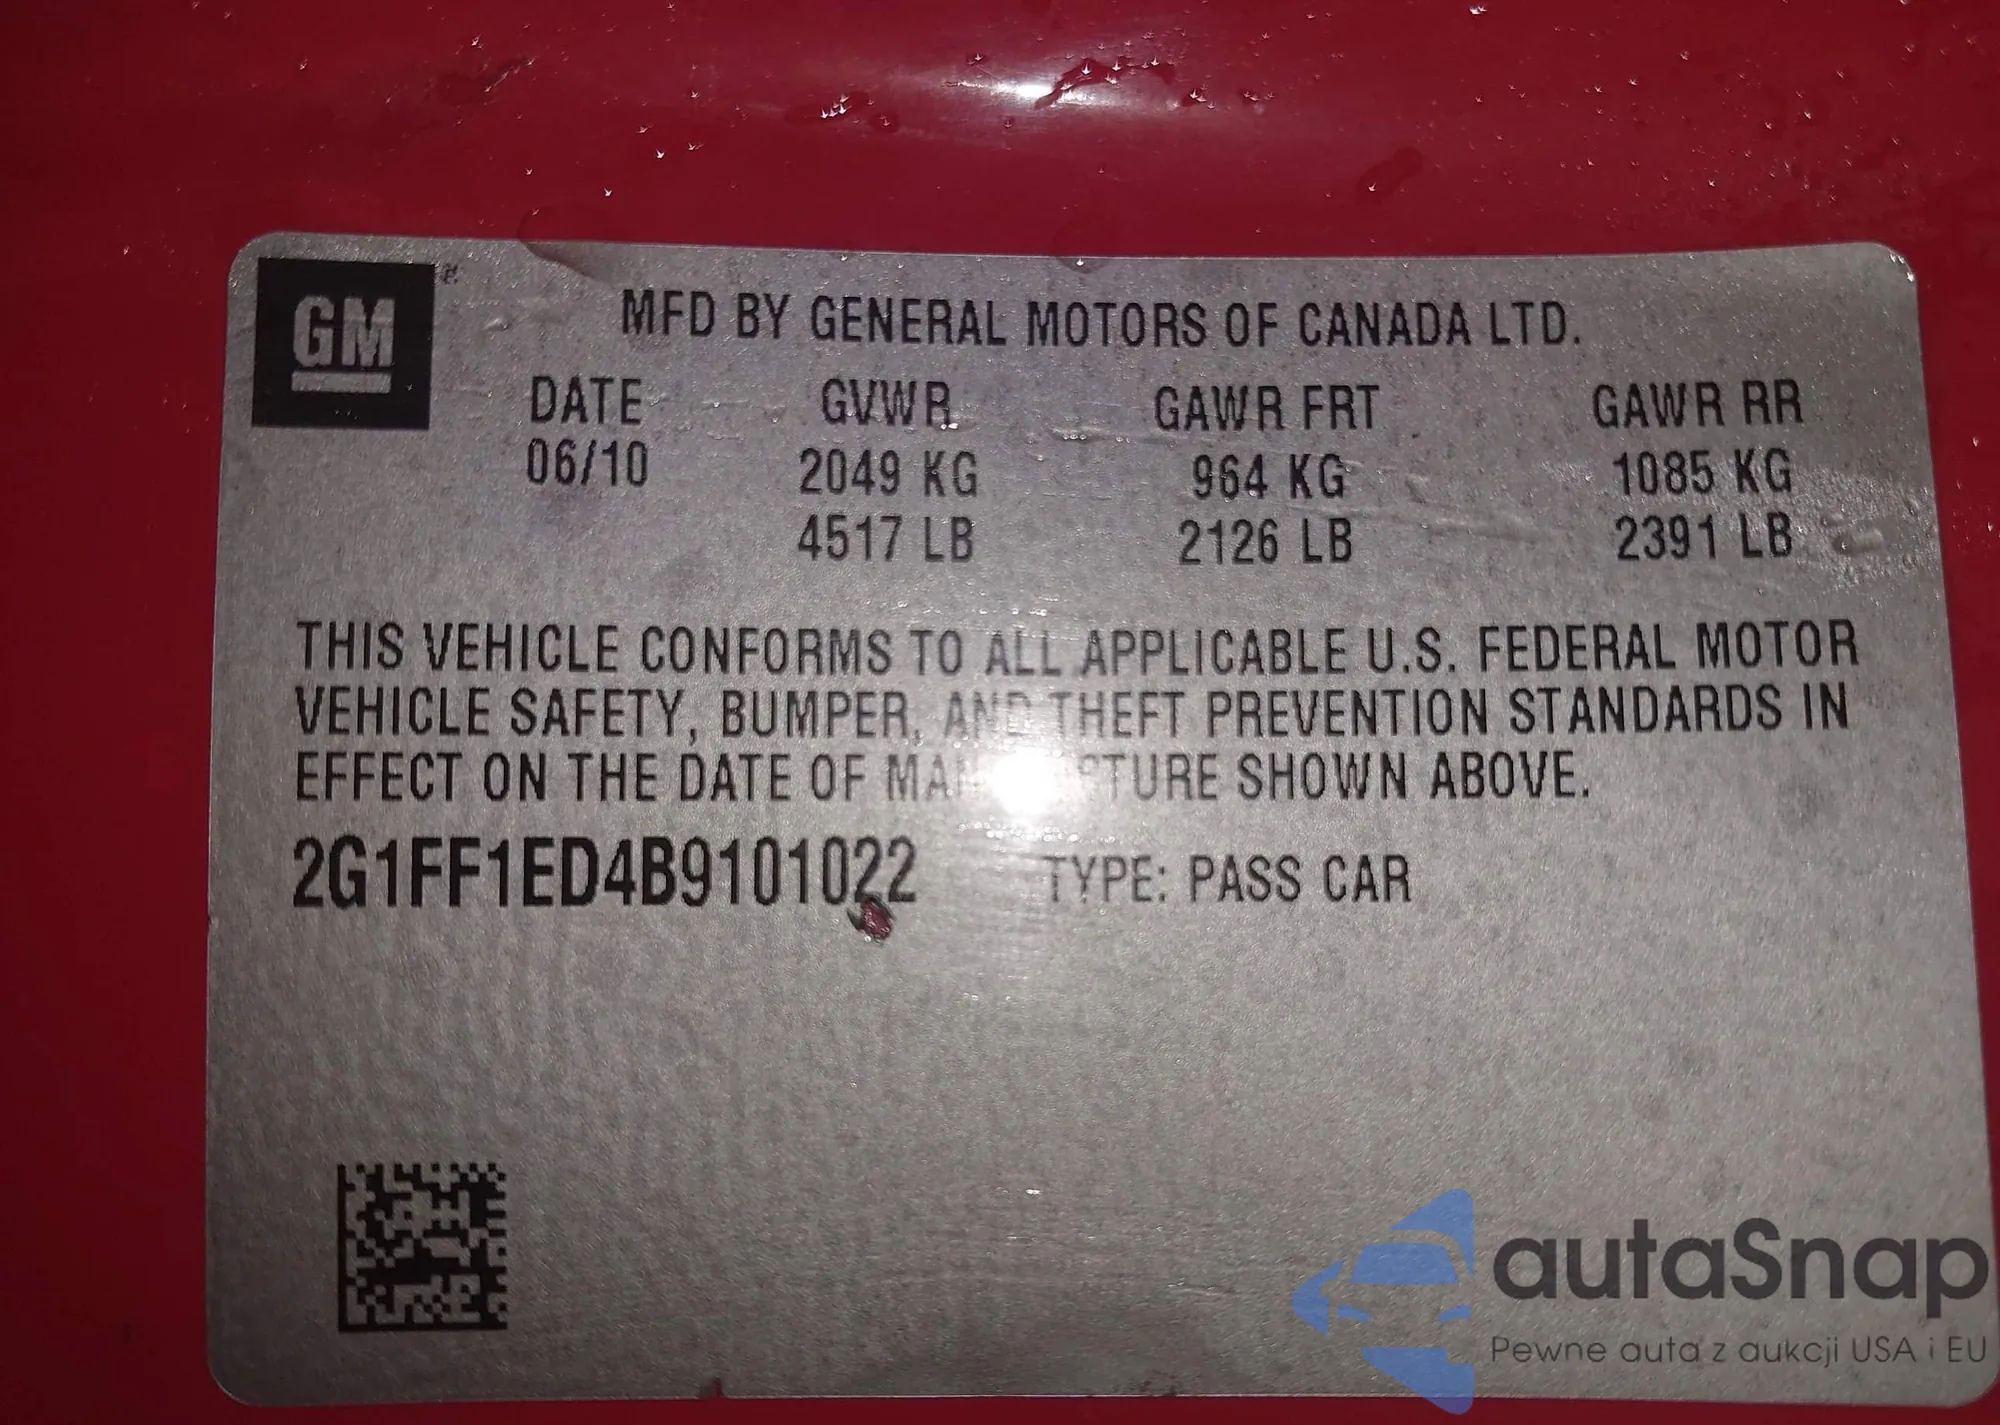 GM
MFD BY GENERAL MOTORS OF CANADA LTD.
DATE GVWR GAWR FRT GAWR RR
06/10 2049 KG 964 KG 1085 KG
4517 LB 2126 LB 2391 LB
THIS VEHICLE CONFORMS TO ALL APPLICABLE U.S. FEDERAL MOTOR
VEHICLE SAFETY, BUMPER, AND THEFT PREVENTION STANDARDS IN
EFFECT ON THE DATE OF SHOWN ABOVE.
2G1FF1ED4B9101022 TYPE: PASS CAR
autaSnap
Pewne auta z aukcji USA i EU